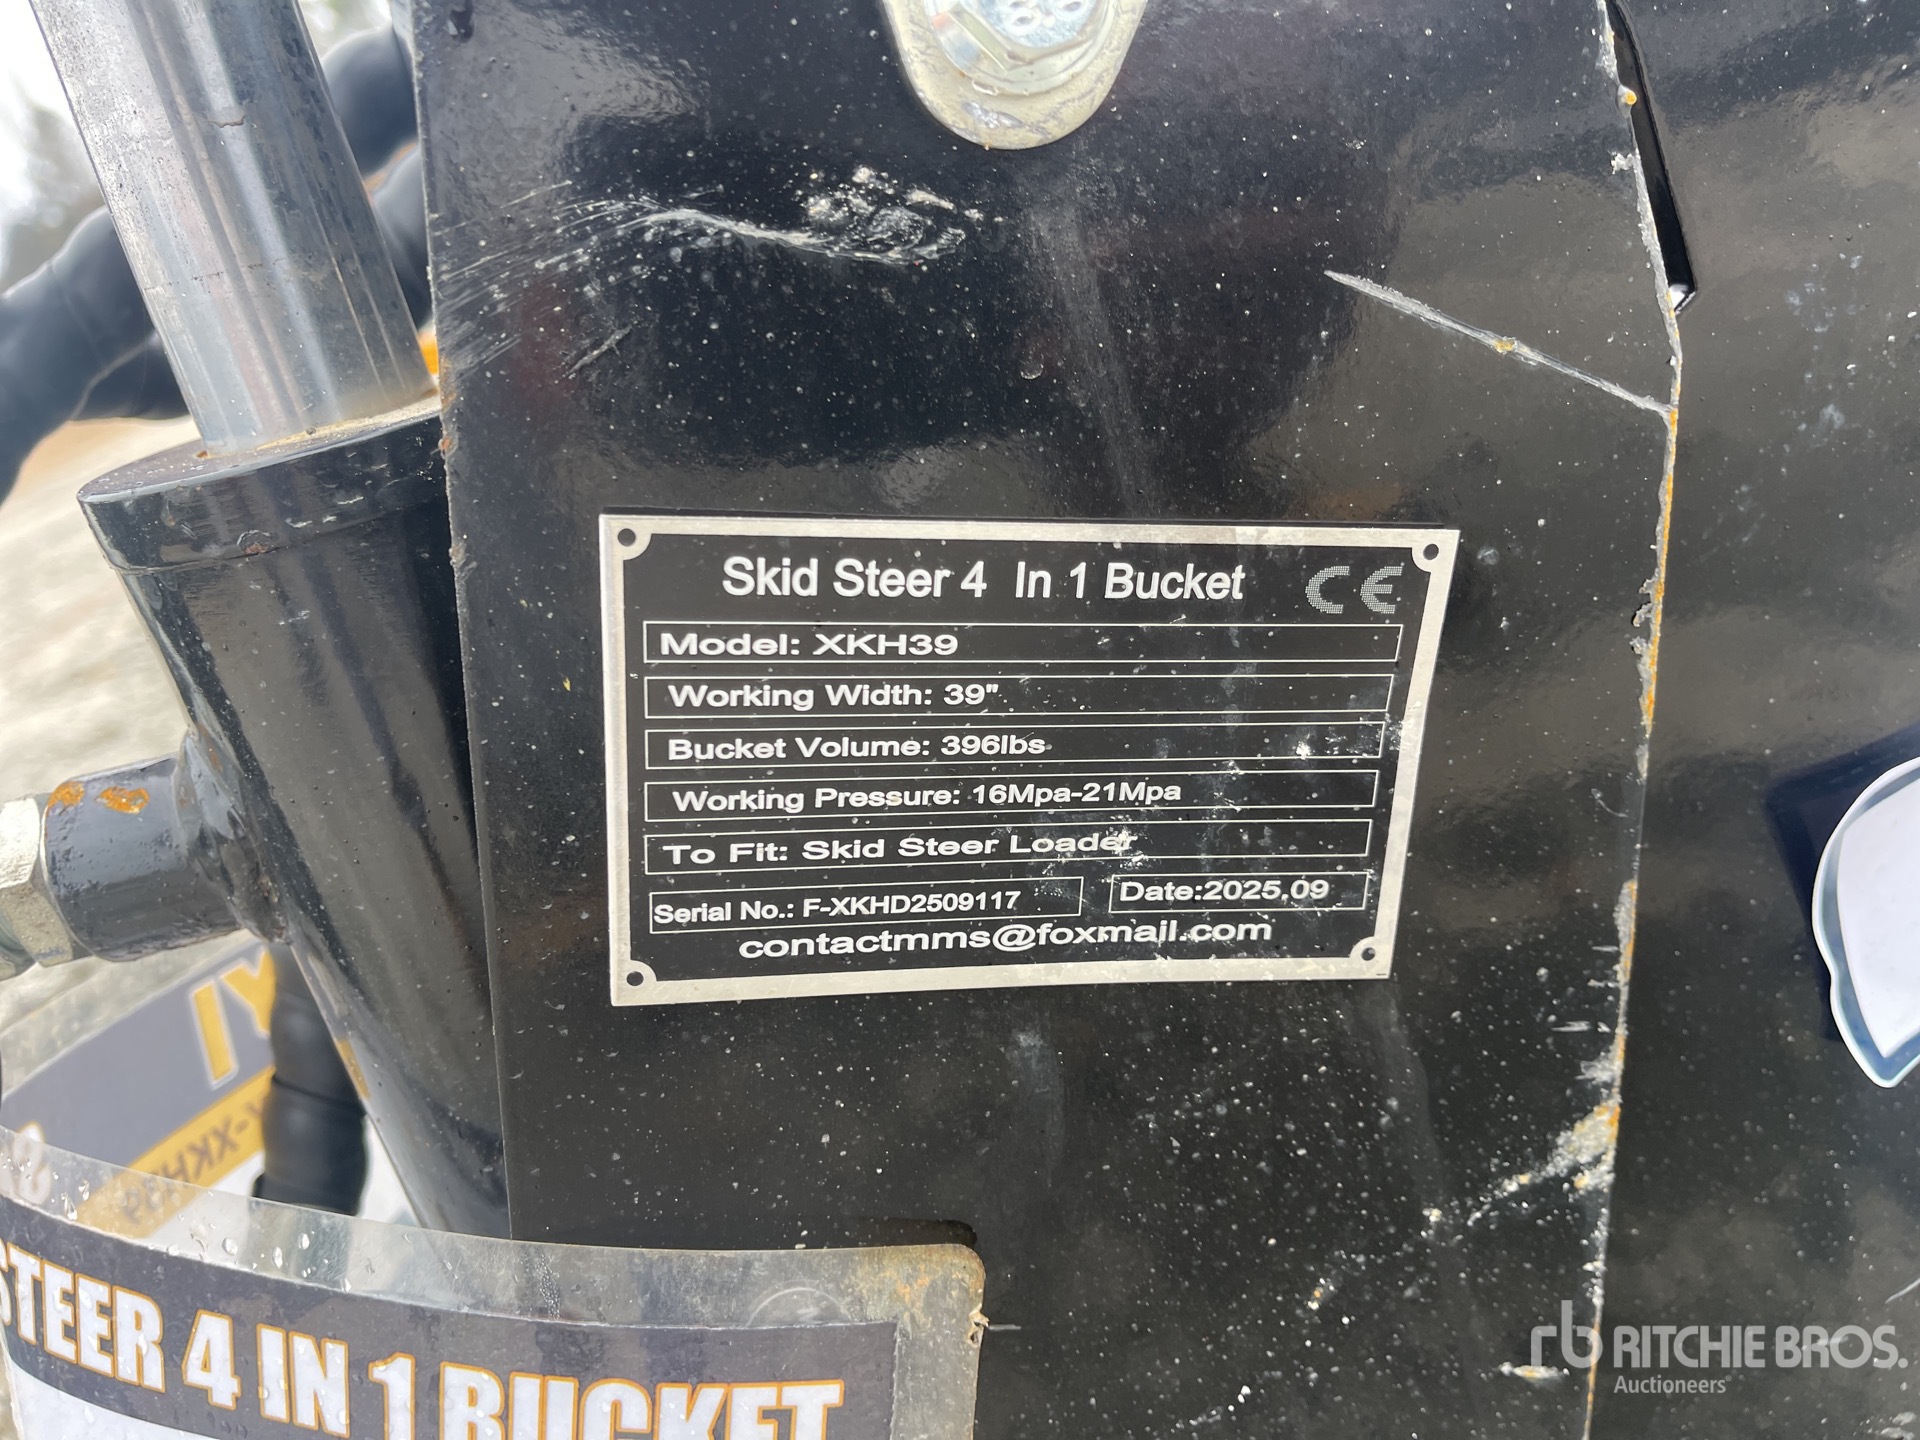 Skid Steer 4 In 1 Bucket CE
Model: XKH39
Working Width: 39"
Bucket Volume: 396lbs
Working Pressure: 16Mpa-21Mpa
To Fit: Skid Steer Loader
Serial No.: F-XKHD2509117 Date:2025.09
contactmms@foxmail.com
STEER 4 IN 1 BUCKET
rb RITCHIE BROS.
Auctioneers